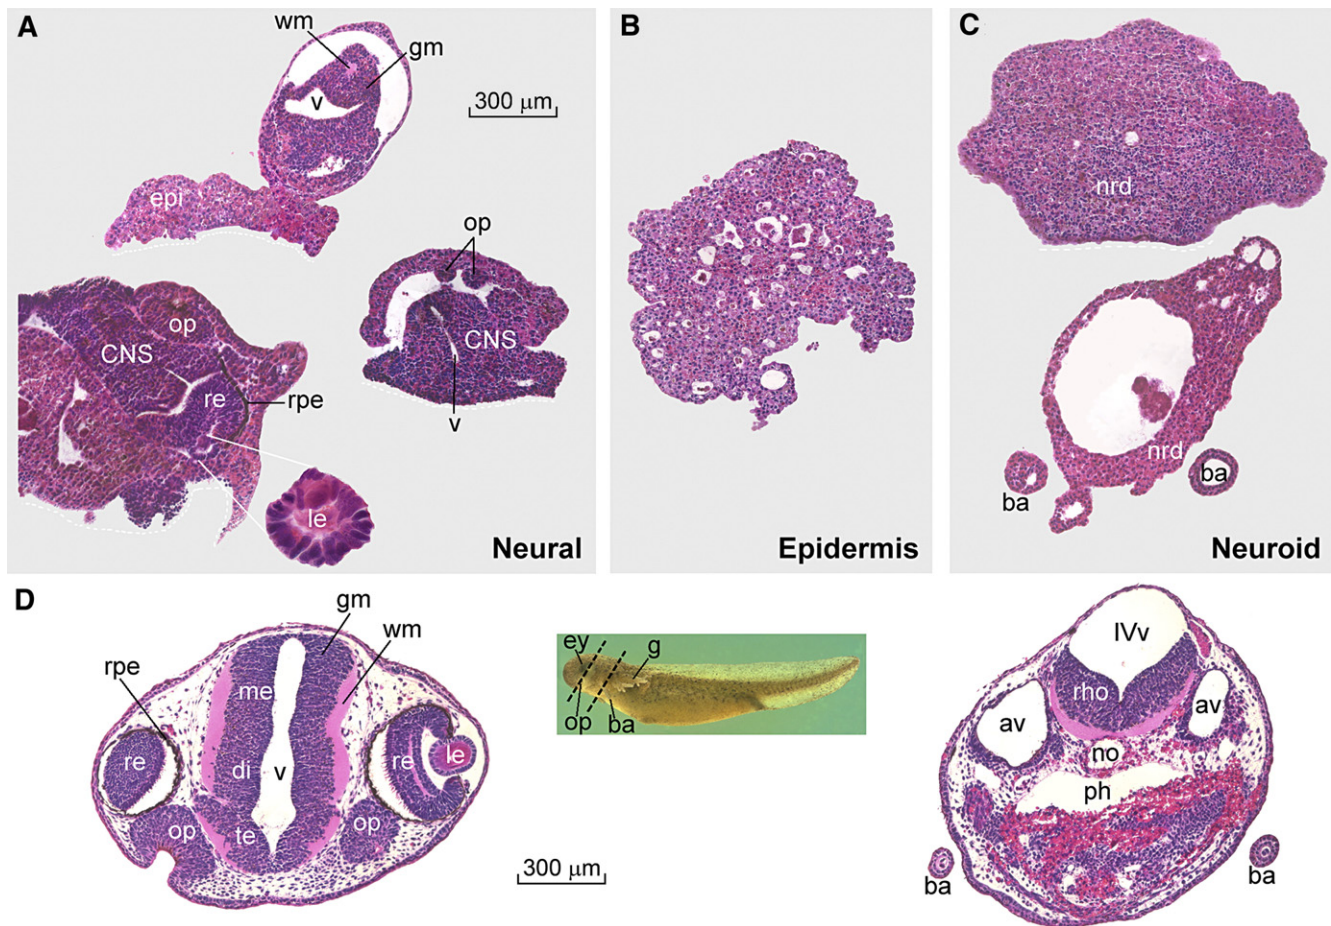 A
wm
gm
v
300 μm
epi
op
op
CNS
CNS
re
rpe
v
le
Neural
B
Epidermis
C
nrd
nrd
ba
ba
Neuroid
D
gm
wm
rpe
me
re
di
v
re
le
op
te
op
300 μm
ey
g
op
ba
IVv
rho
av
av
no
ph
ba
ba